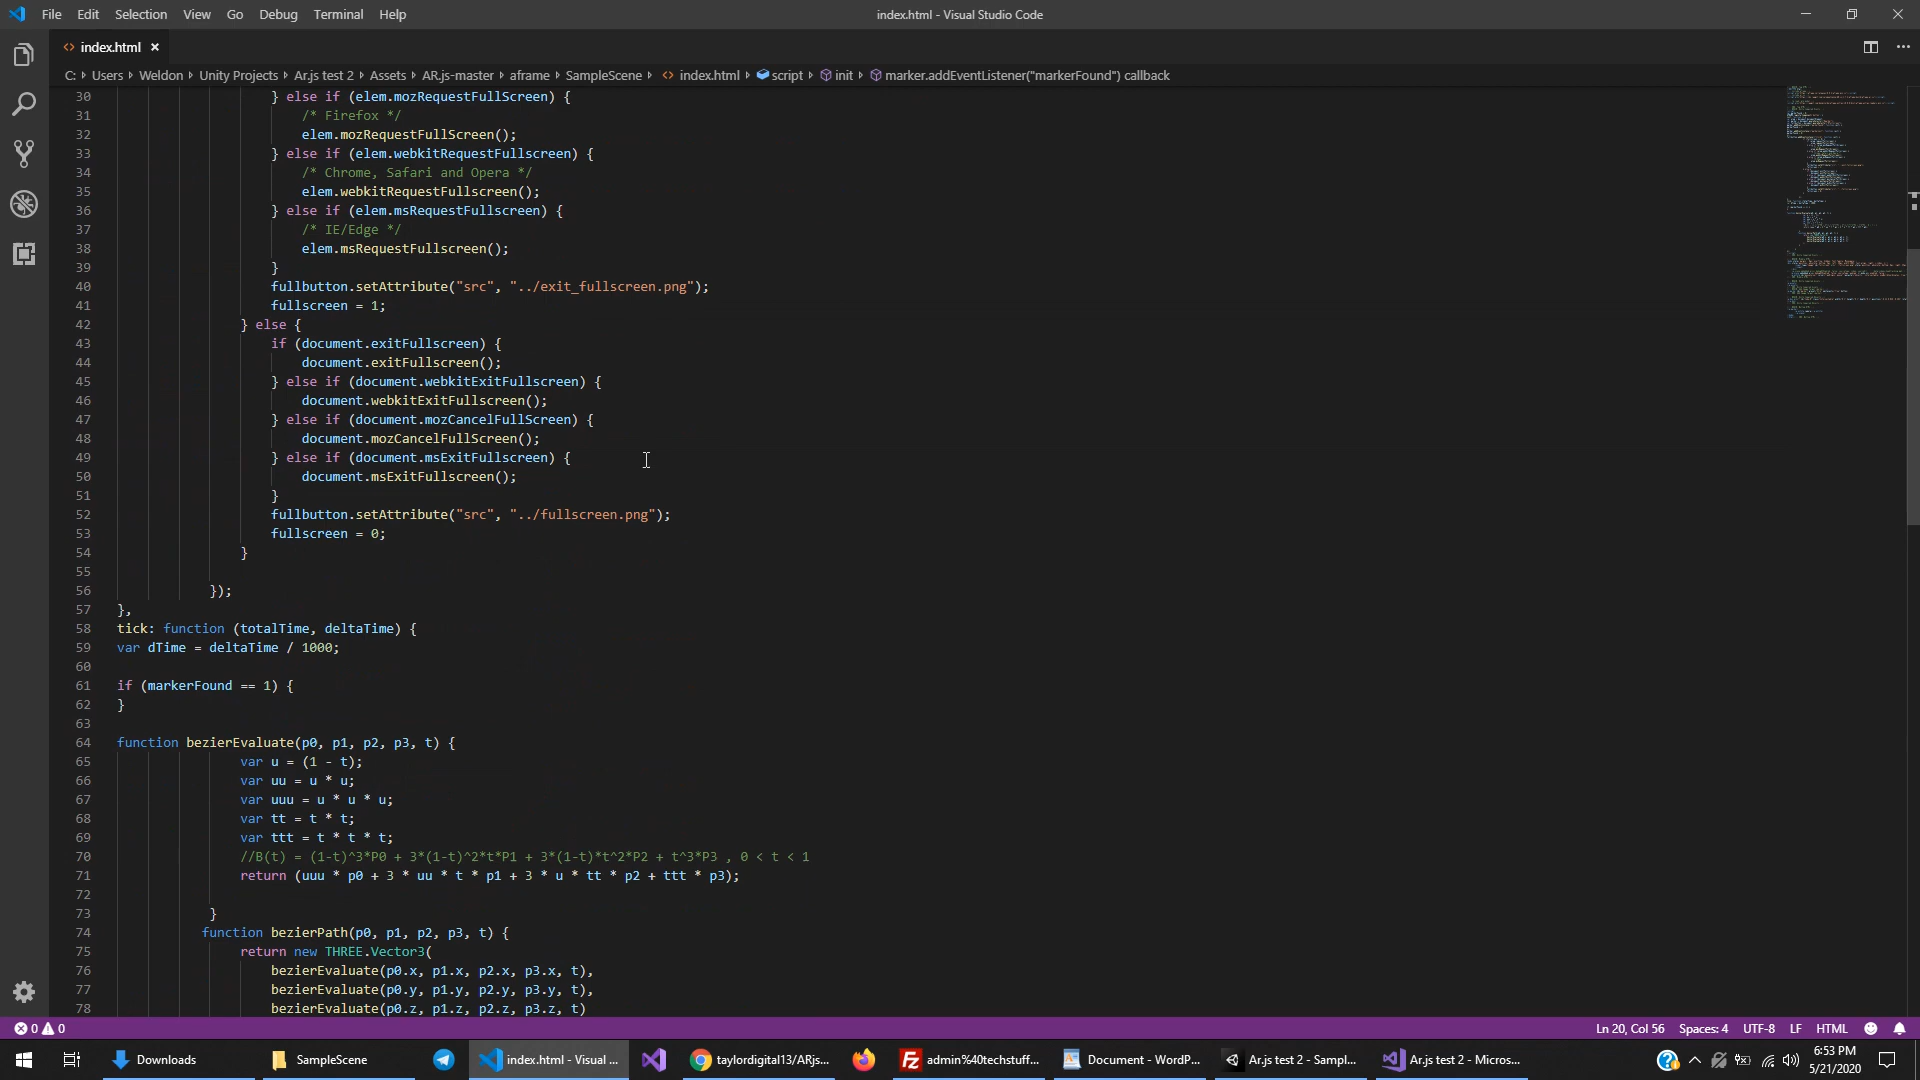 File Edit Selection View Go Debug Terminal Help
index.html - Visual Studio Code
index.html
C: Users Weldon Unity Projects Ar.js test 2 Assets AR.js-master aframe SampleScene index.html script init marker.addEventListener("markerFound") callback
30 } else if (elem.mozRequestFullScreen) {
31 /* Firefox */
32 elem.mozRequestFullScreen();
33 } else if (elem.webkitRequestFullscreen) {
34 /* Chrome, Safari and Opera */
35 elem.webkitRequestFullscreen();
36 } else if (elem.msRequestFullscreen) {
37 /* IE/Edge */
38 elem.msRequestFullscreen();
39 }
40 fullbutton.setAttribute("src", "../exit_fullscreen.png");
41 fullscreen = 1;
42 } else {
43 if (document.exitFullscreen) {
44 document.exitFullscreen();
45 } else if (document.webkitExitFullscreen) {
46 document.webkitExitFullscreen();
47 } else if (document.mozCancelFullScreen) {
48 document.mozCancelFullScreen();
49 } else if (document.msExitFullscreen) {
50 document.msExitFullscreen();
51 }
52 fullbutton.setAttribute("src", "../fullscreen.png");
53 fullscreen = 0;
54 }
55
56 });
57 },
58 tick: function (totalTime, deltaTime) {
59 var dTime = deltaTime / 1000;
60
61 if (markerFound == 1) {
62 }
63
64 function bezierEvaluate(p0, p1, p2, p3, t) {
65 var u = (1 - t);
66 var uu = u * u;
67 var uuu = u * u * u;
68 var tt = t * t;
69 var ttt = t * t * t;
70 //B(t) = (1-t)^3*P0 + 3*(1-t)^2*t*P1 + 3*(1-t)*t^2*P2 + t^3*P3 , 0 < t < 1
71 return (uuu * p0 + 3 * uu * t * p1 + 3 * u * tt * p2 + ttt * p3);
72
73 }
74 function bezierPath(p0, p1, p2, p3, t) {
75 return new THREE.Vector3(
76 bezierEvaluate(p0.x, p1.x, p2.x, p3.x, t),
77 bezierEvaluate(p0.y, p1.y, p2.y, p3.y, t),
78 bezierEvaluate(p0.z, p1.z, p2.z, p3.z, t)
0 0 Ln 20, Col 56 Spaces: 4 UTF-8 LF HTML
Downloads SampleScene index.html - Visual ... taylordigital13/ARjs... admin%40techstuff... Document - WordP... Ar.js test 2 - Sampl... Ar.js test 2 - Micros...
6:53 PM
5/21/2020